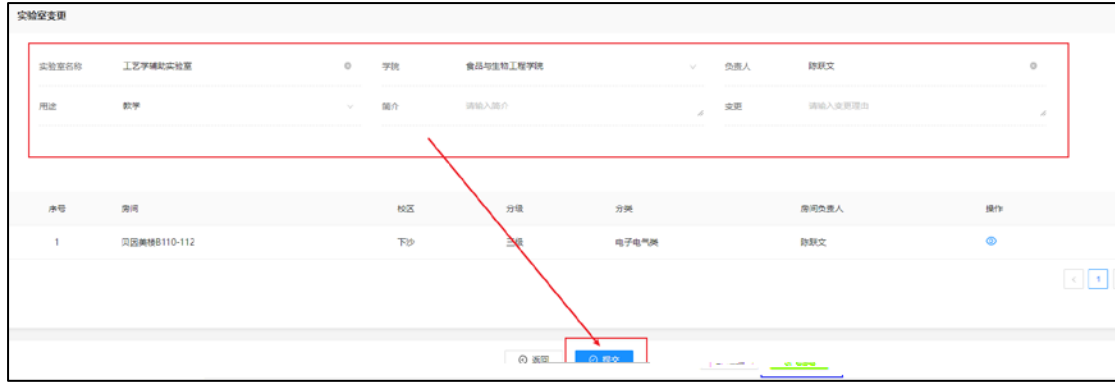 实验室变更
实验室名称 工艺学辅助实验室 学院 食品与生物工程学院 负责人 陈跃文
用途 教学 简介 请输入简介 变更 请输入变更理由
序号 房间 校区 分级 分类 房间负责人 操作
1 贝因美楼B110-112 下沙 三级 电子电气类 陈跃文
< 1
返回 提交